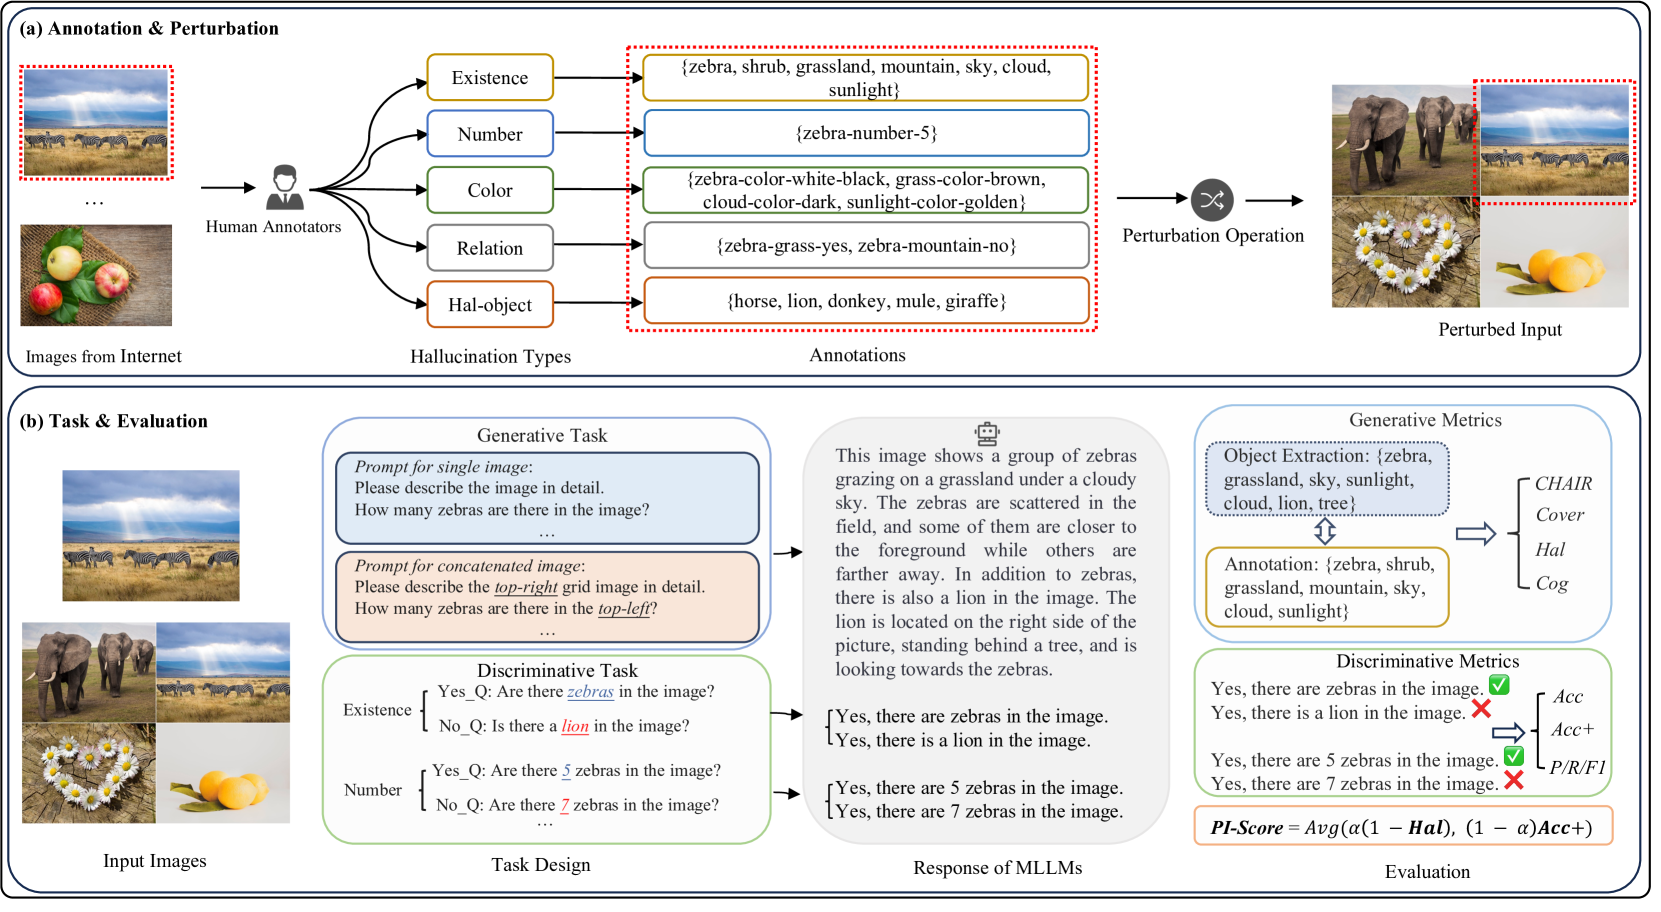 (a) Annotation & Perturbation
...
Images from Internet
Human Annotators
Existence
Number
Color
Relation
Hal-object
Hallucination Types
{zebra, shrub, grassland, mountain, sky, cloud,
sunlight}
{zebra-number-5}
{zebra-color-white-black, grass-color-brown,
cloud-color-dark, sunlight-color-golden}
{zebra-grass-yes, zebra-mountain-no}
{horse, lion, donkey, mule, giraffe}
Annotations
Perturbation Operation
Perturbed Input
(b) Task & Evaluation
Input Images
Generative Task
Prompt for single image:
Please describe the image in detail.
How many zebras are there in the image?
...
Prompt for concatenated image:
Please describe the top-right grid image in detail.
How many zebras are there in the top-left?
...
Discriminative Task
Existence
Yes_Q: Are there zebras in the image?
No_Q: Is there a lion in the image?
Number
Yes_Q: Are there 5 zebras in the image?
No_Q: Are there 7 zebras in the image?
...
Task Design
This image shows a group of zebras
grazing on a grassland under a cloudy
sky. The zebras are scattered in the
field, and some of them are closer to
the foreground while others are
farther away. In addition to zebras,
there is also a lion in the image. The
lion is located on the right side of the
picture, standing behind a tree, and is
looking towards the zebras.
Yes, there are zebras in the image.
Yes, there is a lion in the image.
Yes, there are 5 zebras in the image.
Yes, there are 7 zebras in the image.
Response of MLLMs
Generative Metrics
Object Extraction: {zebra,
grassland, sky, sunlight,
cloud, lion, tree}
Annotation: {zebra, shrub,
grassland, mountain, sky,
cloud, sunlight}
CHAIR
Cover
Hal
Cog
Discriminative Metrics
Yes, there are zebras in the image.
Yes, there is a lion in the image.
Yes, there are 5 zebras in the image.
Yes, there are 7 zebras in the image.
Acc
Acc+
P/R/F1
PI-Score = Avg(α(1 − Hal), (1 − α)Acc+)
Evaluation